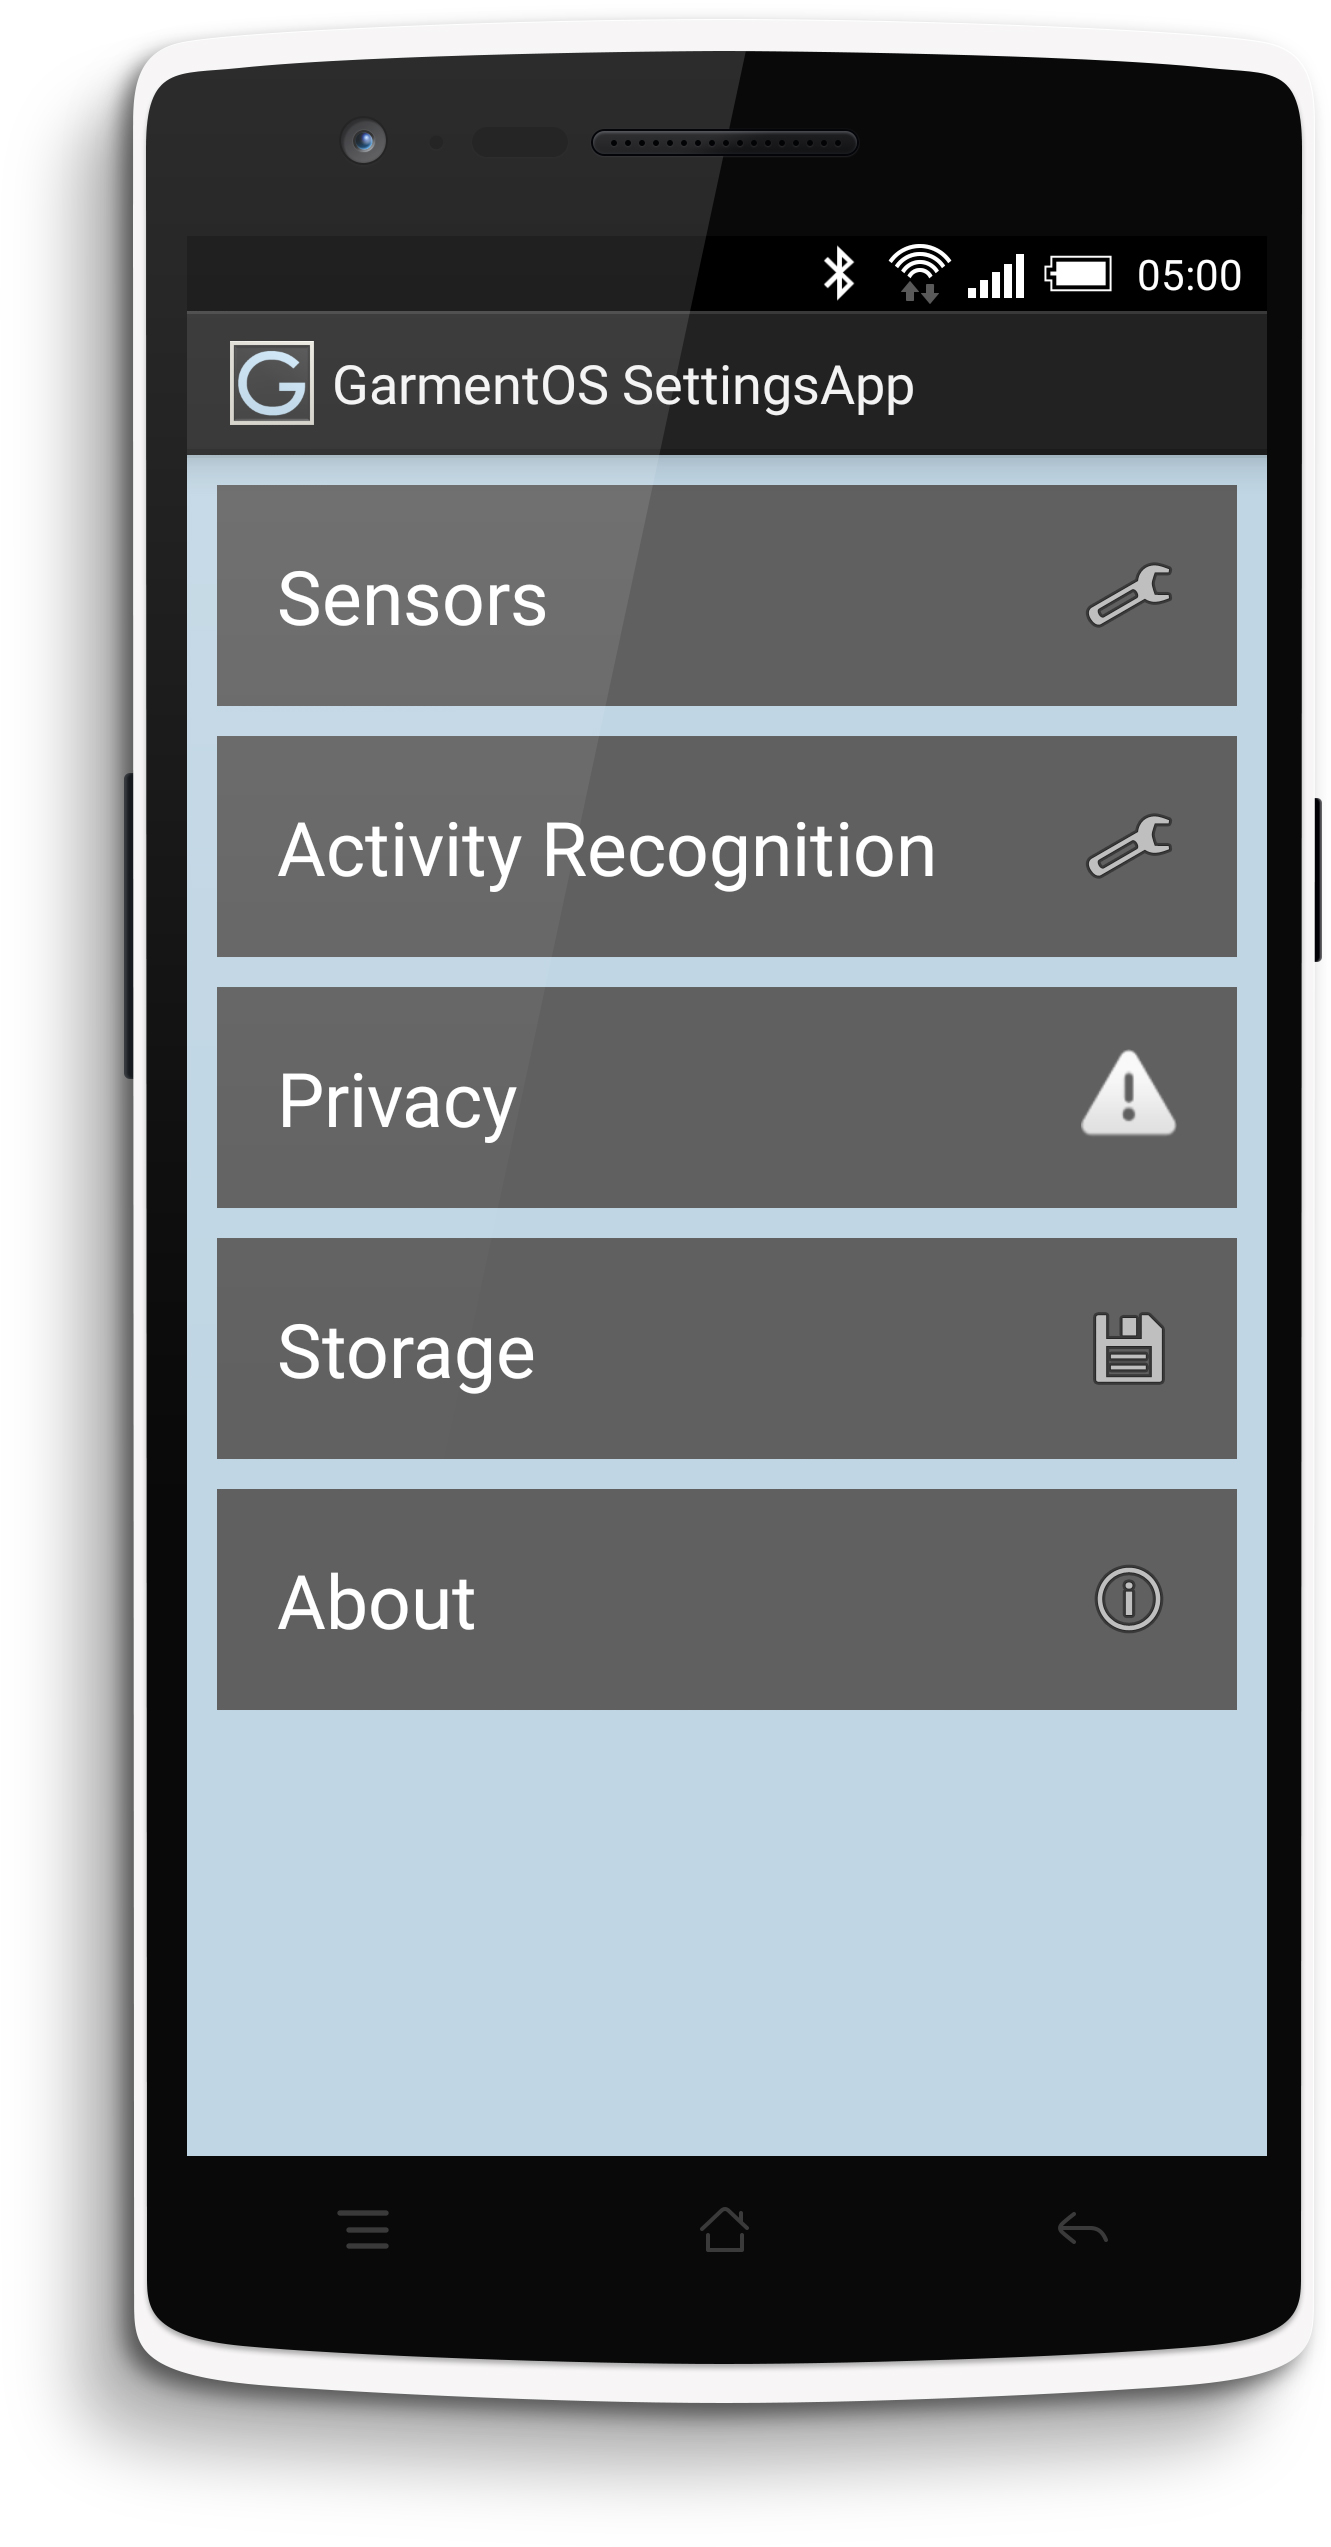 05:00
G GarmentOS SettingsApp
Sensors
Activity Recognition
Privacy
Storage
About